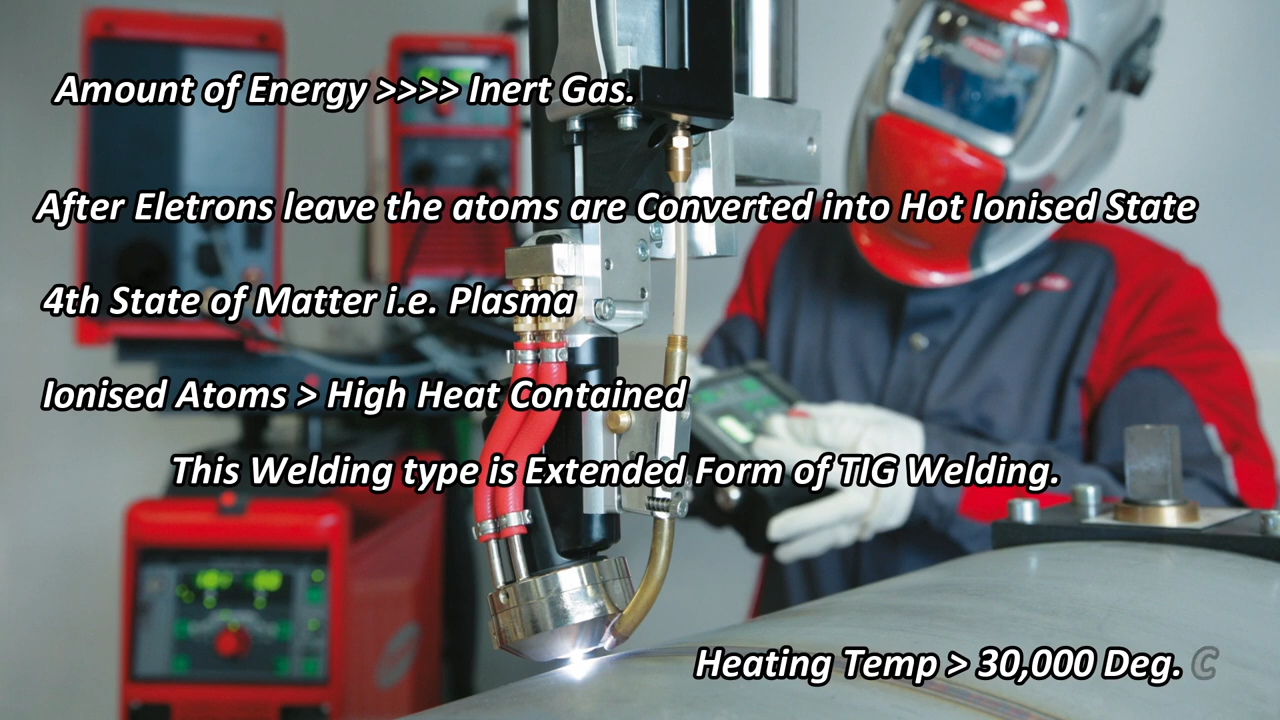 Amount of Energy >>>> Inert Gas.
After Eletrons leave the atoms are Converted into Hot Ionised State
4th State of Matter i.e. Plasma
Ionised Atoms > High Heat Contained
This Welding type is Extended Form of TIG Welding.
Heating Temp > 30,000 Deg. C